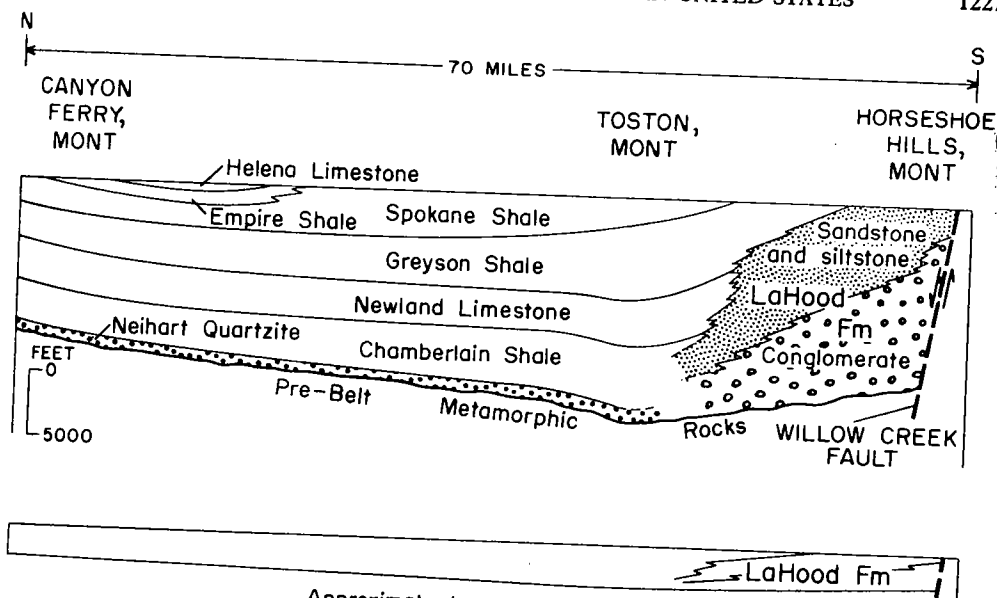 UNITED STATES
N
S
70 MILES
CANYON
FERRY,
MONT
TOSTON,
MONT
HORSESHOE
HILLS,
MONT
Helena Limestone
Empire Shale
Spokane Shale
Sandstone
and siltstone
Greyson Shale
LaHood
Newland Limestone
Fm
Neihart Quartzite
Chamberlain Shale
Conglomerate
FEET
0
Pre-Belt
Metamorphic
Rocks
WILLOW CREEK
FAULT
5000
LaHood Fm